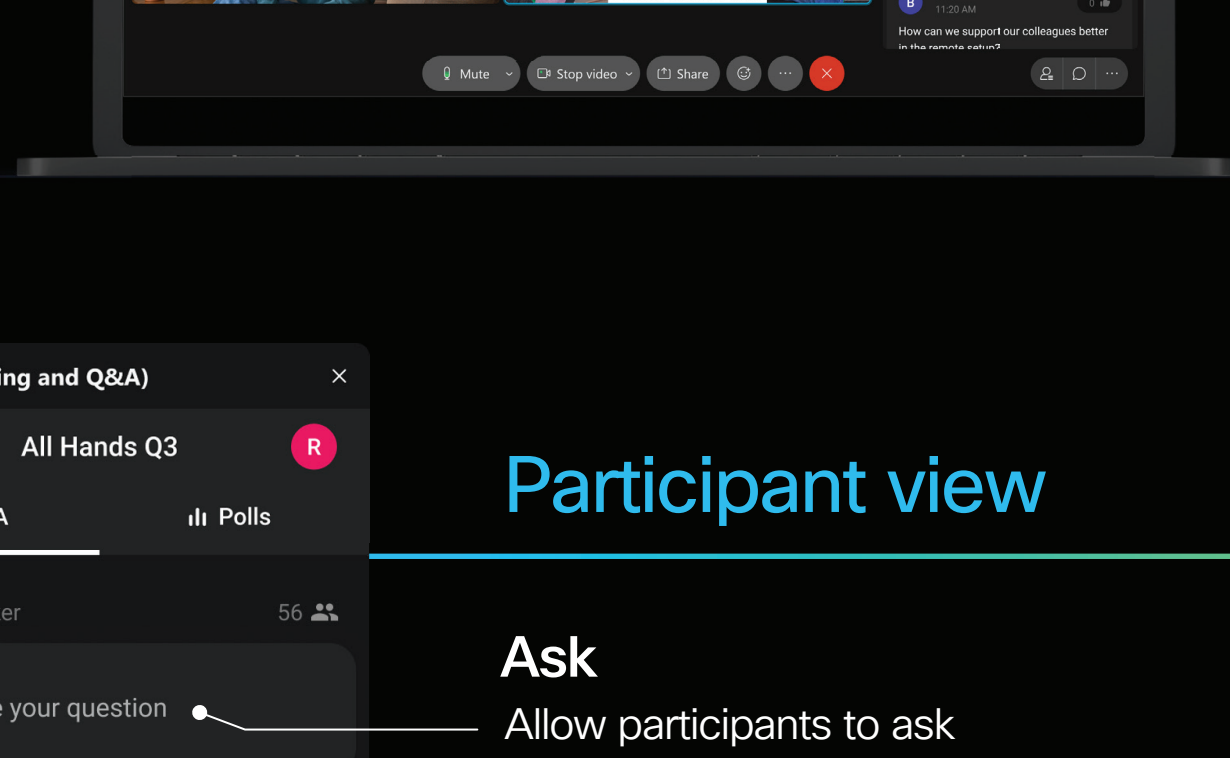 B
11:20 AM
0
How can we support our colleagues better
in the remote setup?
Mute
Stop video
Share
ing and Q&A)
All Hands Q3
R
A
Polls
er
56
your question
Participant view
Ask
Allow participants to ask